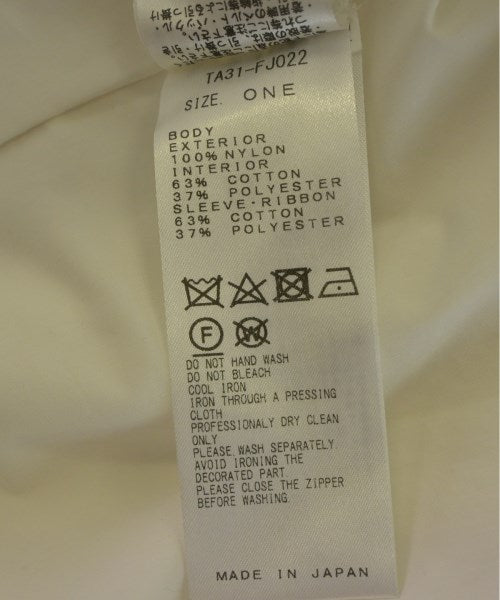 TA31-FJ022
SIZE. ONE
BODY
EXTERIOR
100% NYLON
INTERIOR
63% COTTON
37% POLYESTER
SLEEVE-RIBBON
63% COTTON
37% POLYESTER
F
W
DO NOT HAND WASH
DO NOT BLEACH
COOL IRON
IRON THROUGH A PRESSING
CLOTH
PROFESSIONALY DRY CLEAN
ONLY
PLEASE WASH SEPARATELY.
AVOID IRONING THE
DECORATED PART.
PLEASE CLOSE THE ZIPPER
BEFORE WASHING.
MADE IN JAPAN